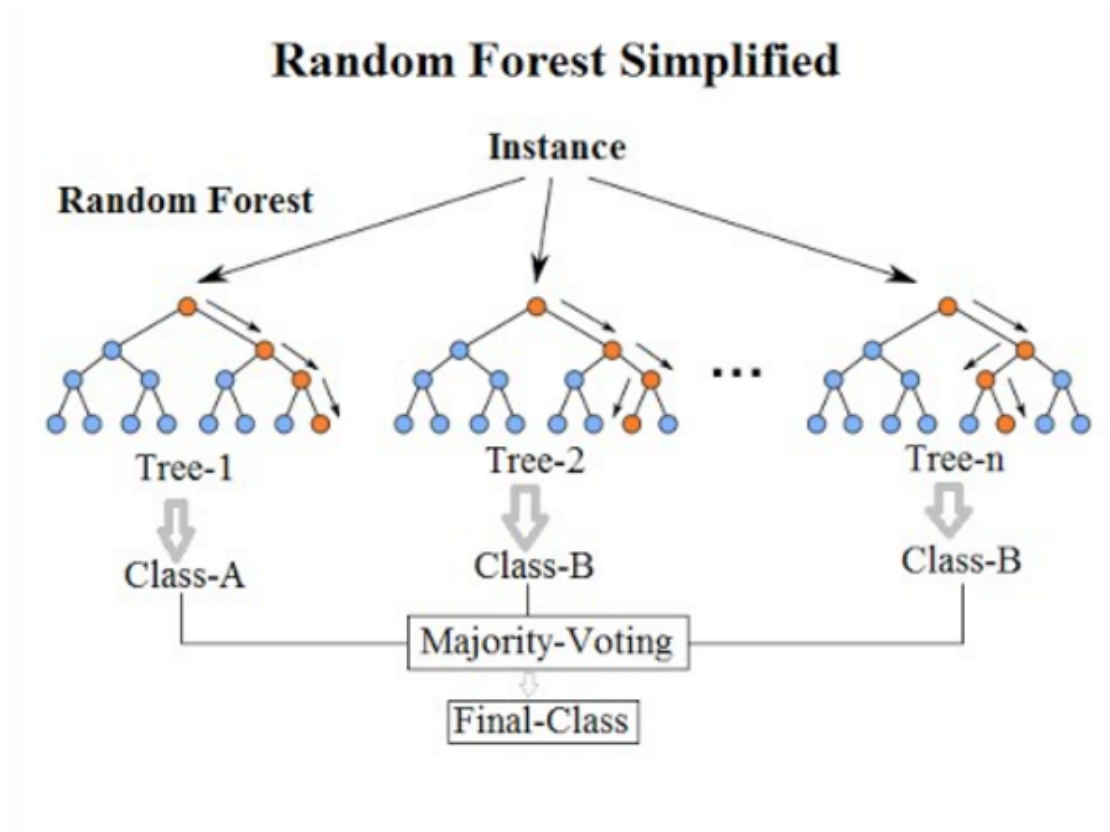 Random Forest Simplified
Instance
Random Forest
...
Tree-1
Tree-2
Tree-n
Class-A
Class-B
Class-B
Majority-Voting
Final-Class